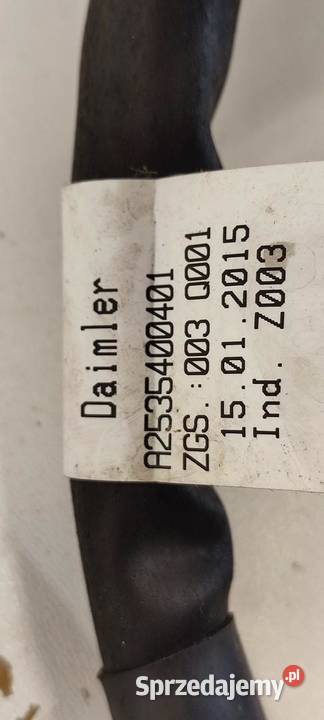 Daimler
A2535400401
ZGS.:003 Q001
15.01.2015
Ind. Z003
Sprzedajemy.pl